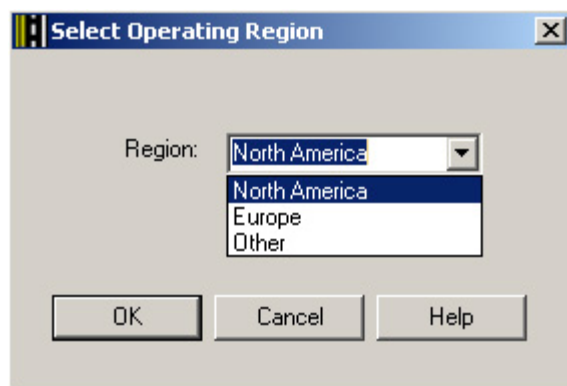 Select Operating Region
Region: North America
North America
Europe
Other
OK Cancel Help